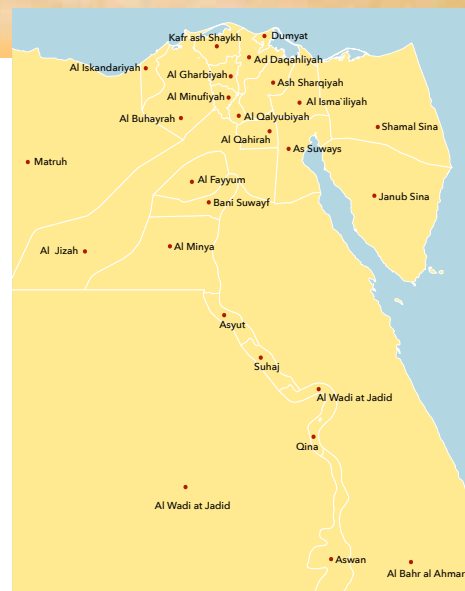 Kafr ash Shaykh
Dumyat
Ad Daqahliyah
Al Iskandariyah
Al Gharbiyah
Ash Sharqiyah
Al Minufiyah
Al Isma`iliyah
Al Buhayrah
Al Qalyubiyah
Shamal Sina
Al Qahirah
As Suways
Matruh
Al Fayyum
Janub Sina
Bani Suwayf
Al Jizah
Al Minya
Asyut
Suhaj
Al Wadi at Jadid
Qina
Al Wadi at Jadid
Aswan
Al Bahr al Ahmar